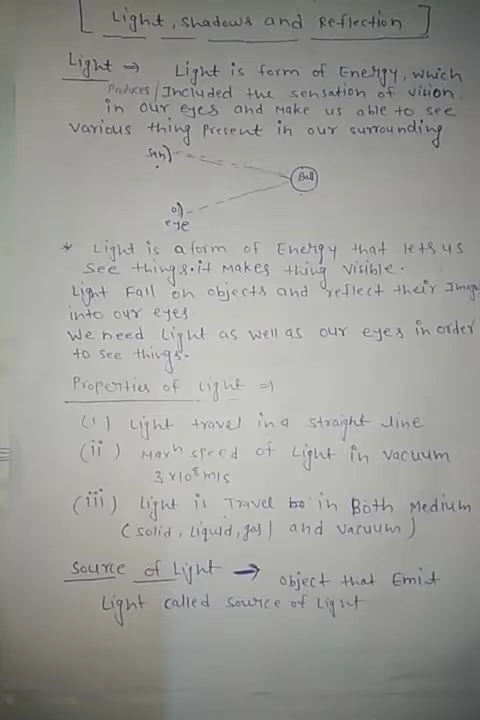 [ Light, Shadows and Reflection ]
Light ⇒ Light is form of Energy, which
Produces/Included the sensation of vision
in our eyes and Make us able to see
various thing present in our surrounding
sun
Ball
eye
* Light is a form of Energy that lets us
see things. it Makes thing visible.
Light Fall on objects and reflect their Imag
into our eyes.
We need Light as well as our eyes in order
to see things.
Properties of Light ⇒
(i) Light travel in a straight line
(ii) Maxm speed of Light in vacuum
3 x 10⁸ m/s
(iii) Light is Travel in Both Medium
(solid, Liquid, gas) and vacuum)
Source of Light → object that Emit
Light called source of Light